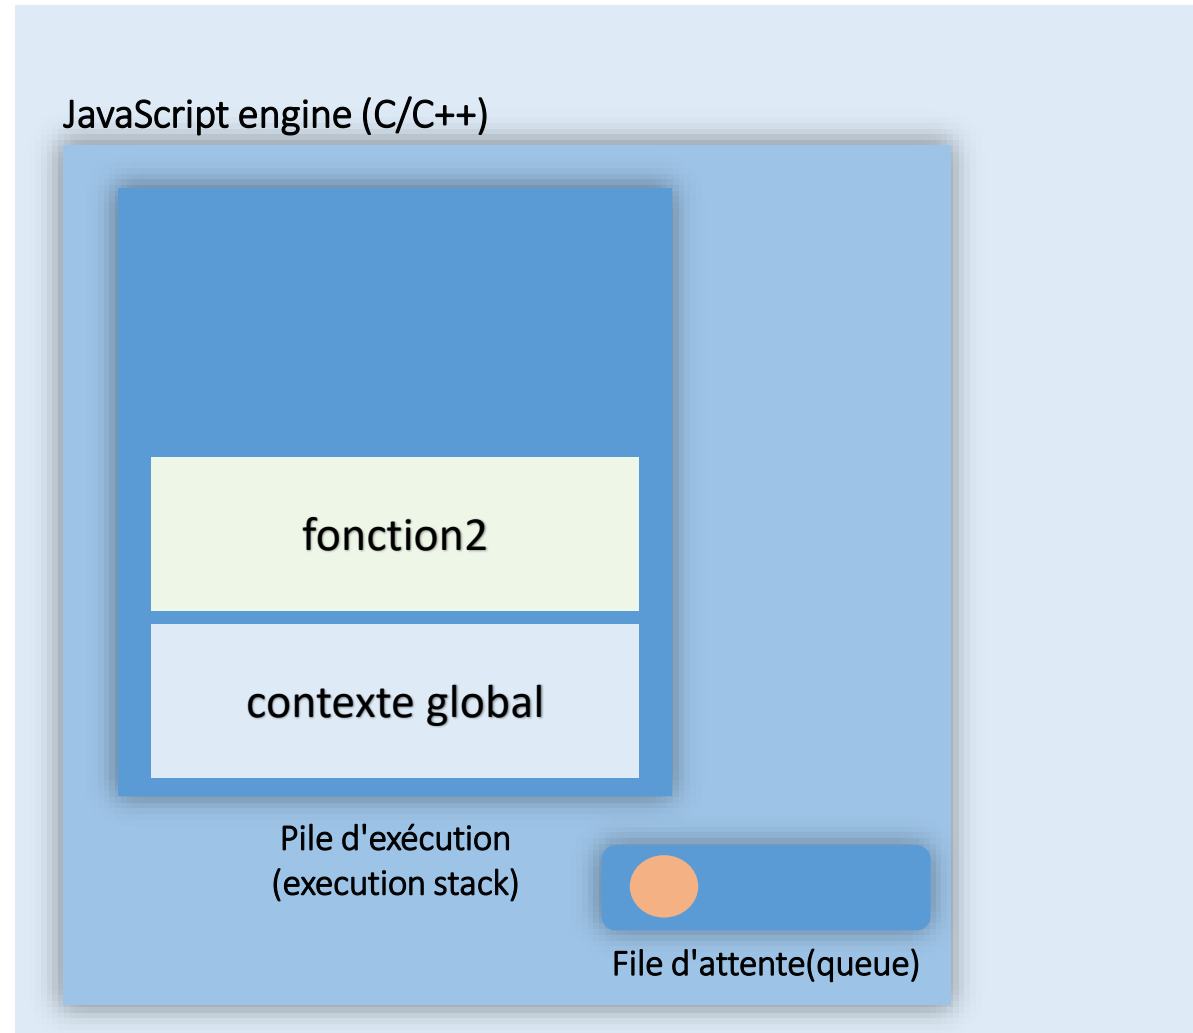 JavaScript engine (C/C++)
fonction2
contexte global
Pile d'exécution
(execution stack)
File d'attente(queue)